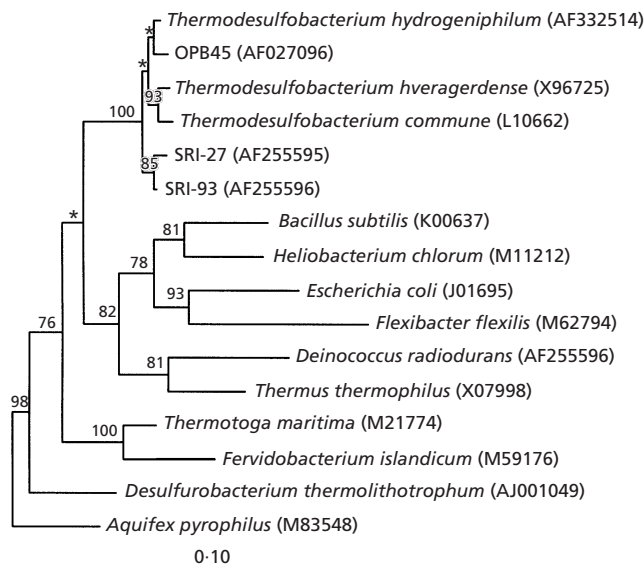 * Thermodesulfobacterium hydrogeniphilum (AF332514)
OPB45 (AF027096)
*
Thermodesulfobacterium hveragerdense (X96725)
93
100
Thermodesulfobacterium commune (L10662)
SRI-27 (AF255595)
85
SRI-93 (AF255596)
*
Bacillus subtilis (K00637)
81
Heliobacterium chlorum (M11212)
78
Escherichia coli (J01695)
93
82
Flexibacter flexilis (M62794)
76
Deinococcus radiodurans (AF255596)
81
Thermus thermophilus (X07998)
98
Thermotoga maritima (M21774)
100
Fervidobacterium islandicum (M59176)
Desulfurobacterium thermolithotrophum (AJ001049)
Aquifex pyrophilus (M83548)
0·10